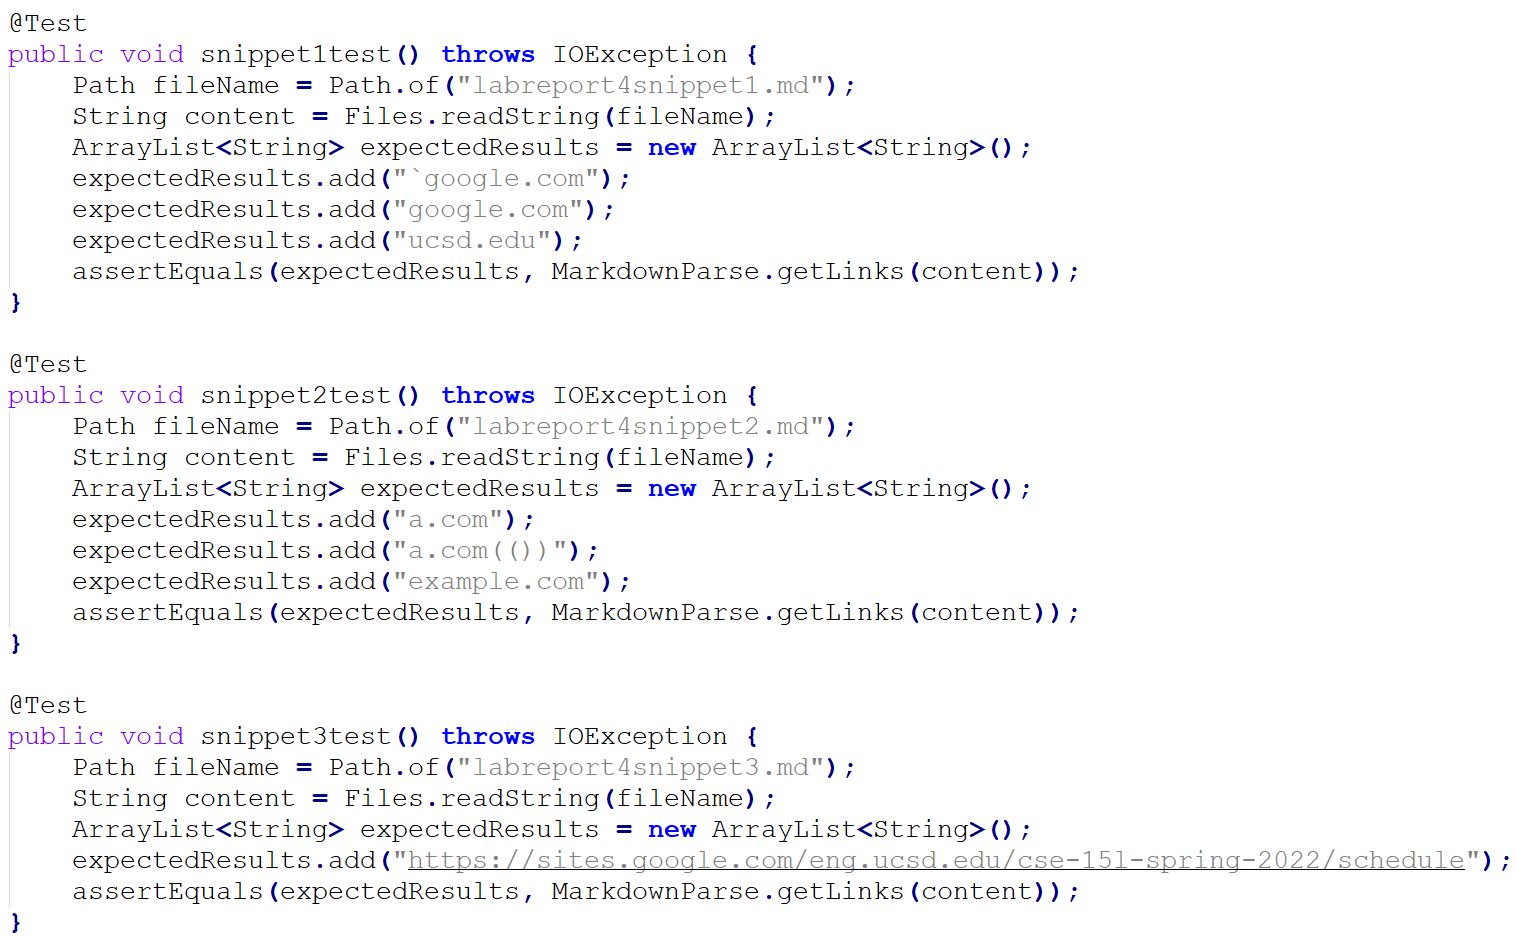 @Test
public void snippet1test() throws IOException {
    Path fileName = Path.of("labreport4snippet1.md");
    String content = Files.readString(fileName);
    ArrayList<String> expectedResults = new ArrayList<String>();
    expectedResults.add("`google.com");
    expectedResults.add("google.com");
    expectedResults.add("ucsd.edu");
    assertEquals(expectedResults, MarkdownParse.getLinks(content));
}

@Test
public void snippet2test() throws IOException {
    Path fileName = Path.of("labreport4snippet2.md");
    String content = Files.readString(fileName);
    ArrayList<String> expectedResults = new ArrayList<String>();
    expectedResults.add("a.com");
    expectedResults.add("a.com(())");
    expectedResults.add("example.com");
    assertEquals(expectedResults, MarkdownParse.getLinks(content));
}

@Test
public void snippet3test() throws IOException {
    Path fileName = Path.of("labreport4snippet3.md");
    String content = Files.readString(fileName);
    ArrayList<String> expectedResults = new ArrayList<String>();
    expectedResults.add("https://sites.google.com/eng.ucsd.edu/cse-15l-spring-2022/schedule");
    assertEquals(expectedResults, MarkdownParse.getLinks(content));
}